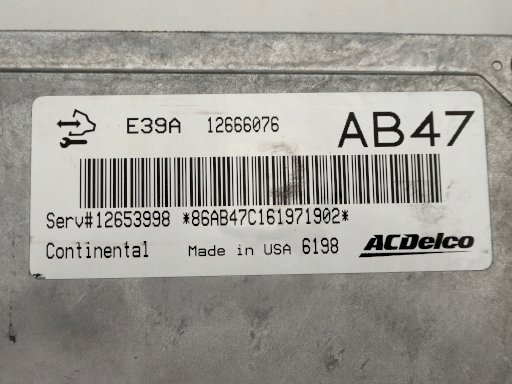 E39A 12666076 AB47
Serv#12653998 *86AB47C161971902*
Continental Made in USA 6198 ACDelco